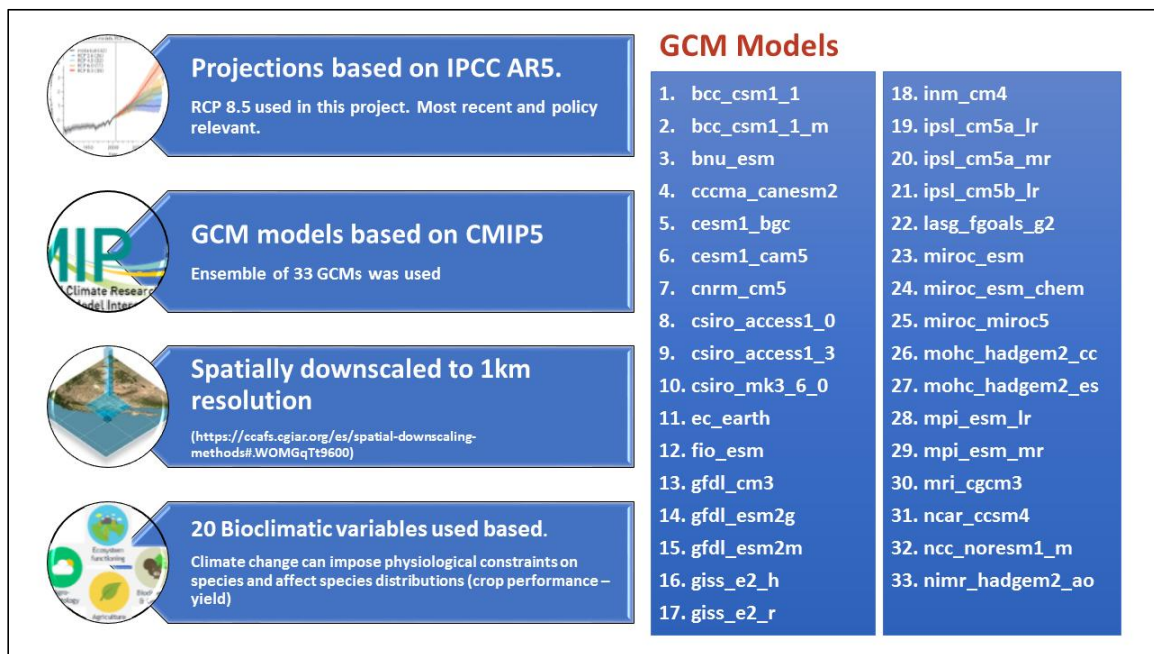 Projections based on IPCC AR5.
RCP 8.5 used in this project. Most recent and policy
relevant.
MIP
Climate Research
GCM models based on CMIP5
Ensemble of 33 GCMs was used
Spatially downscaled to 1km
resolution
(https://ccafs.cgiar.org/es/spatial-downscaling-
methods#.WOMGqTt9600)
Ecosystem
functioning
Agriculture
20 Bioclimatic variables used based.
Climate change can impose physiological constraints on
species and affect species distributions (crop performance –
yield)
GCM Models
1. bcc_csm1_1
2. bcc_csm1_1_m
3. bnu_esm
4. cccma_canesm2
5. cesm1_bgc
6. cesm1_cam5
7. cnrm_cm5
8. csiro_access1_0
9. csiro_access1_3
10. csiro_mk3_6_0
11. ec_earth
12. fio_esm
13. gfdl_cm3
14. gfdl_esm2g
15. gfdl_esm2m
16. giss_e2_h
17. giss_e2_r
18. inm_cm4
19. ipsl_cm5a_lr
20. ipsl_cm5a_mr
21. ipsl_cm5b_lr
22. lasg_fgoals_g2
23. miroc_esm
24. miroc_esm_chem
25. miroc_miroc5
26. mohc_hadgem2_cc
27. mohc_hadgem2_es
28. mpi_esm_lr
29. mpi_esm_mr
30. mri_cgcm3
31. ncar_ccsm4
32. ncc_noresm1_m
33. nimr_hadgem2_ao